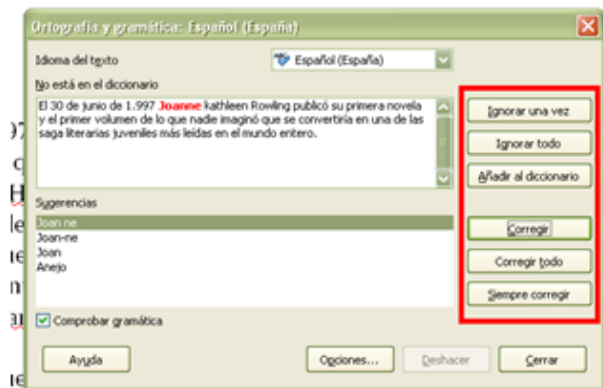 Ortografía y gramática: Español (España)
Idioma del texto
Español (España)
No está en el diccionario
El 30 de junio de 1.997 Joanne kathleen Rowling publicó su primera novela
y el primer volumen de lo que nadie imaginó que se convertiría en una de las
saga literarias juveniles más leídas en el mundo entero.
Ignorar una vez
Ignorar todo
Añadir al diccionario
Sugerencias
Joan ne
Joan-ne
Joan
Anejo
Corregir
Corregir todo
Siempre corregir
Comprobar gramática
Ayuda
Opciones...
Deshacer
Cerrar